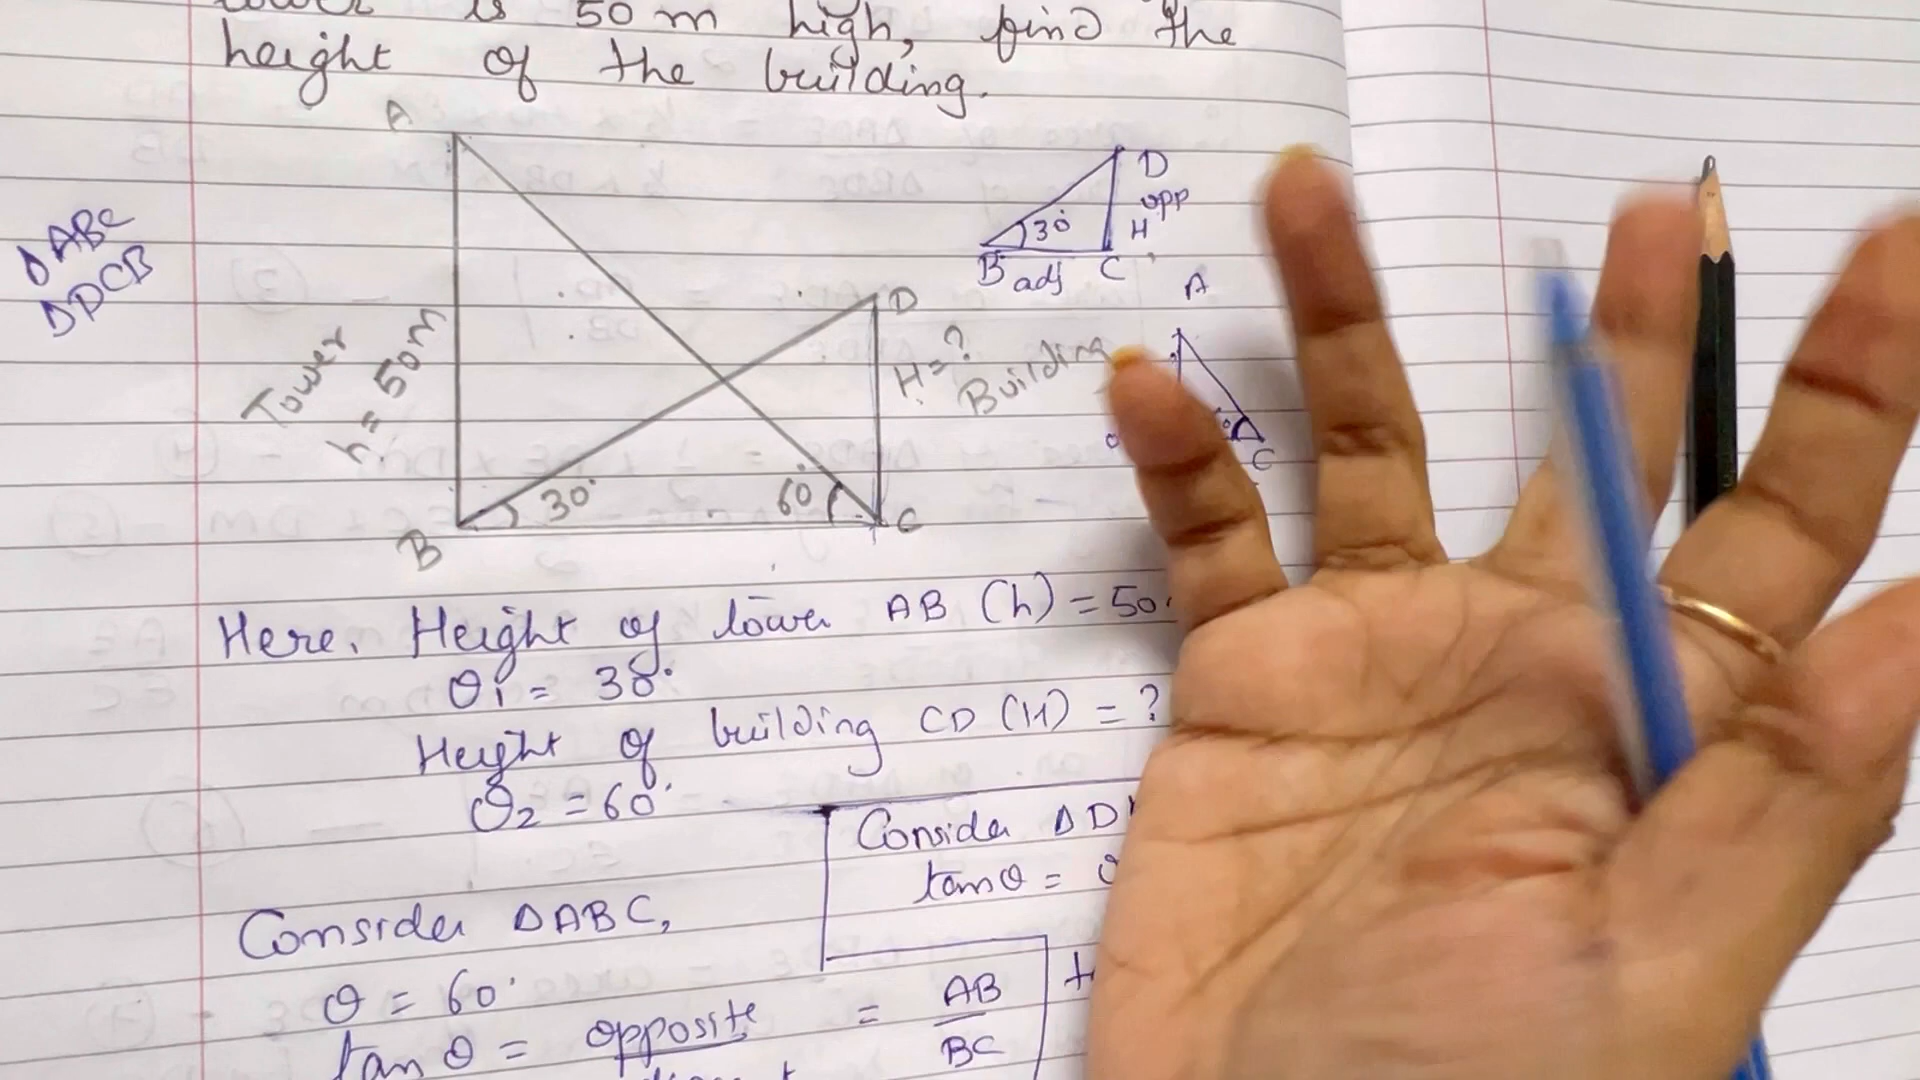 is 50 m high, find the
height of the building.
A
D
opp
30°
H
B adj C
ΔABC
ΔDCB
A
D
Tower
h = 50m
H = ?
Building
C
30°
60°
B
C
Here. Height of tower AB (h) = 50
θ1 = 30°
Height of building CD (H) = ?
θ2 = 60°
Consider Δ D
tanθ =
Consider ΔABC,
θ = 60°
tan θ = opposite = AB
BC